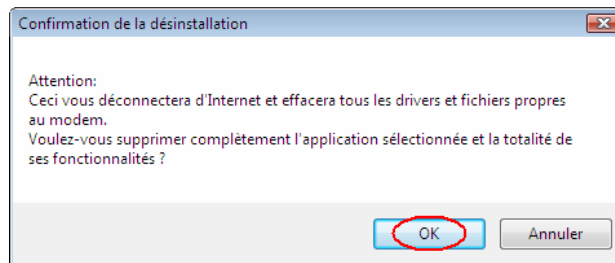 Confirmation de la désinstallation
Attention:
Ceci vous déconnectera d'Internet et effacera tous les drivers et fichiers propres
au modem.
Voulez-vous supprimer complètement l'application sélectionnée et la totalité de
ses fonctionnalités ?
OK
Annuler